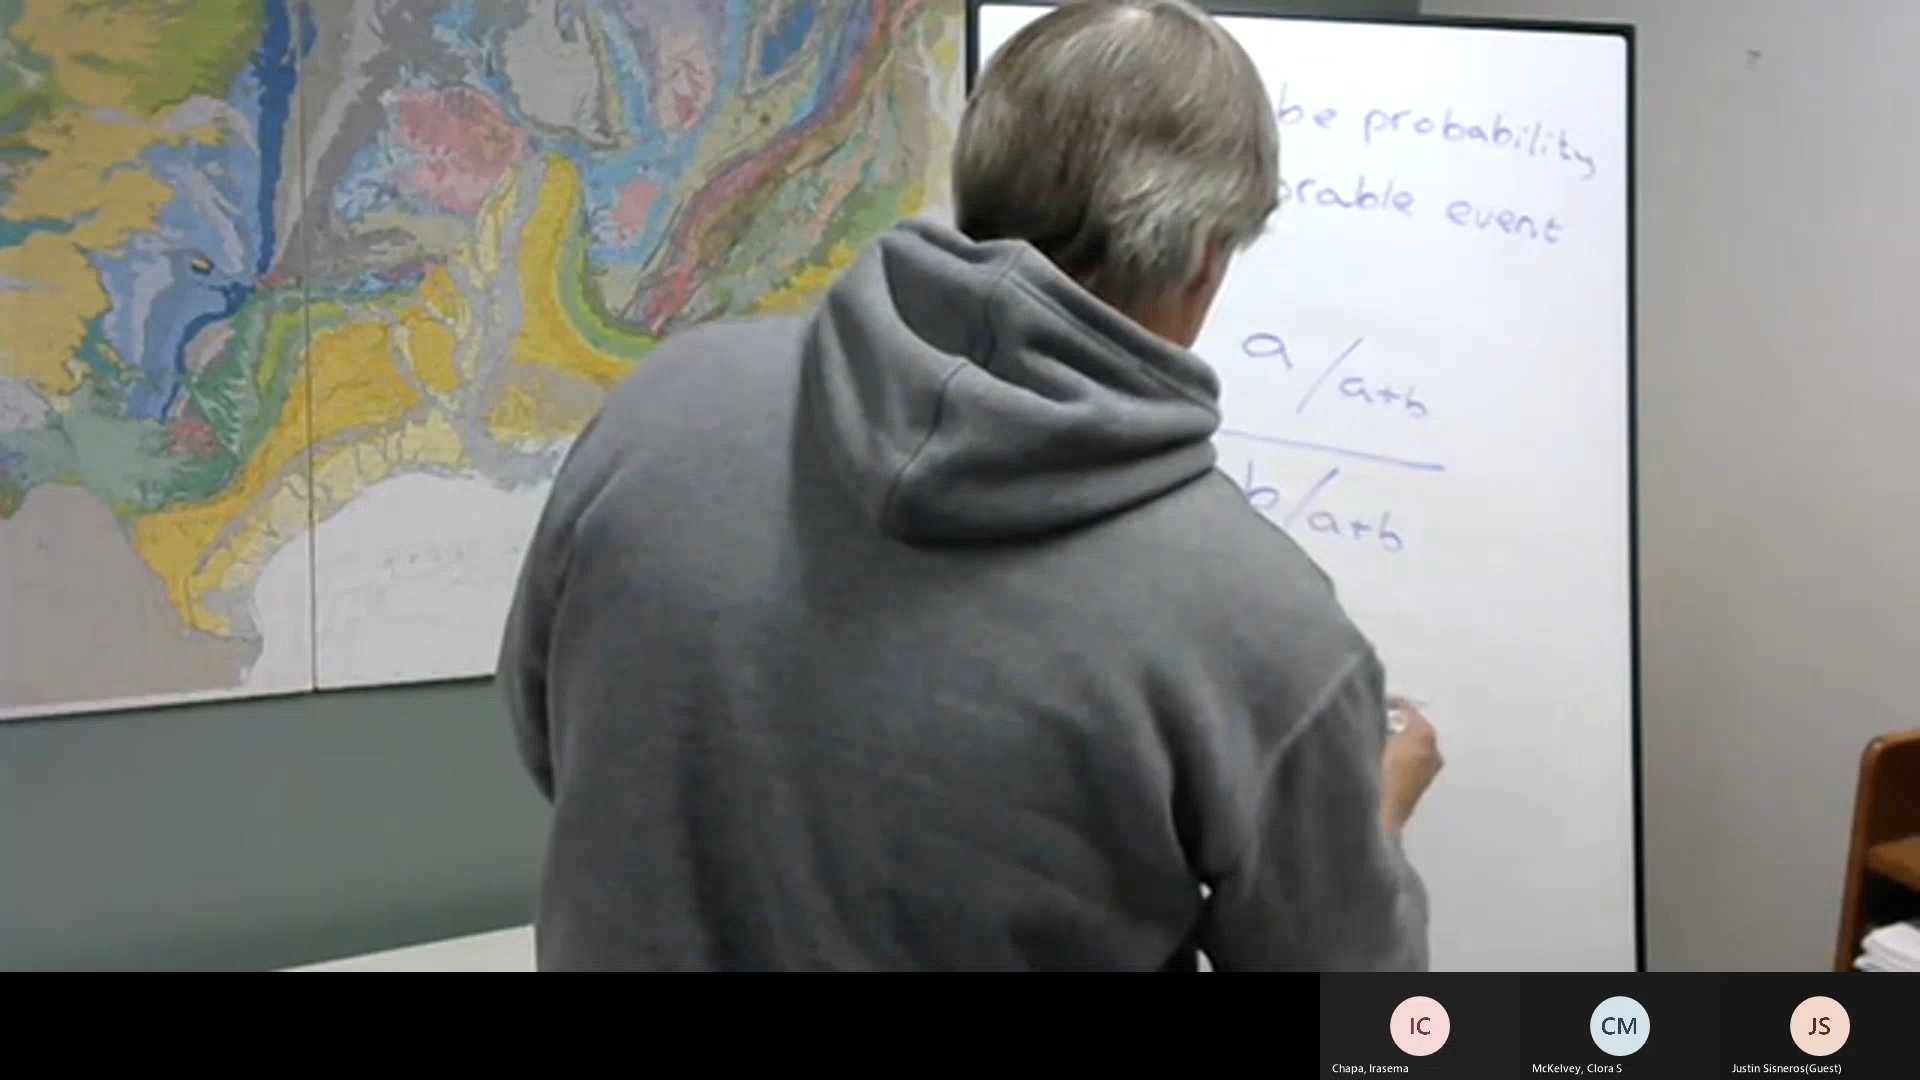 be probability
orable event
a / a+b
b / a+b
IC
CM
JS
Chapa, Irasema
McKelvey, Clora S
Justin Sisneros(Guest)